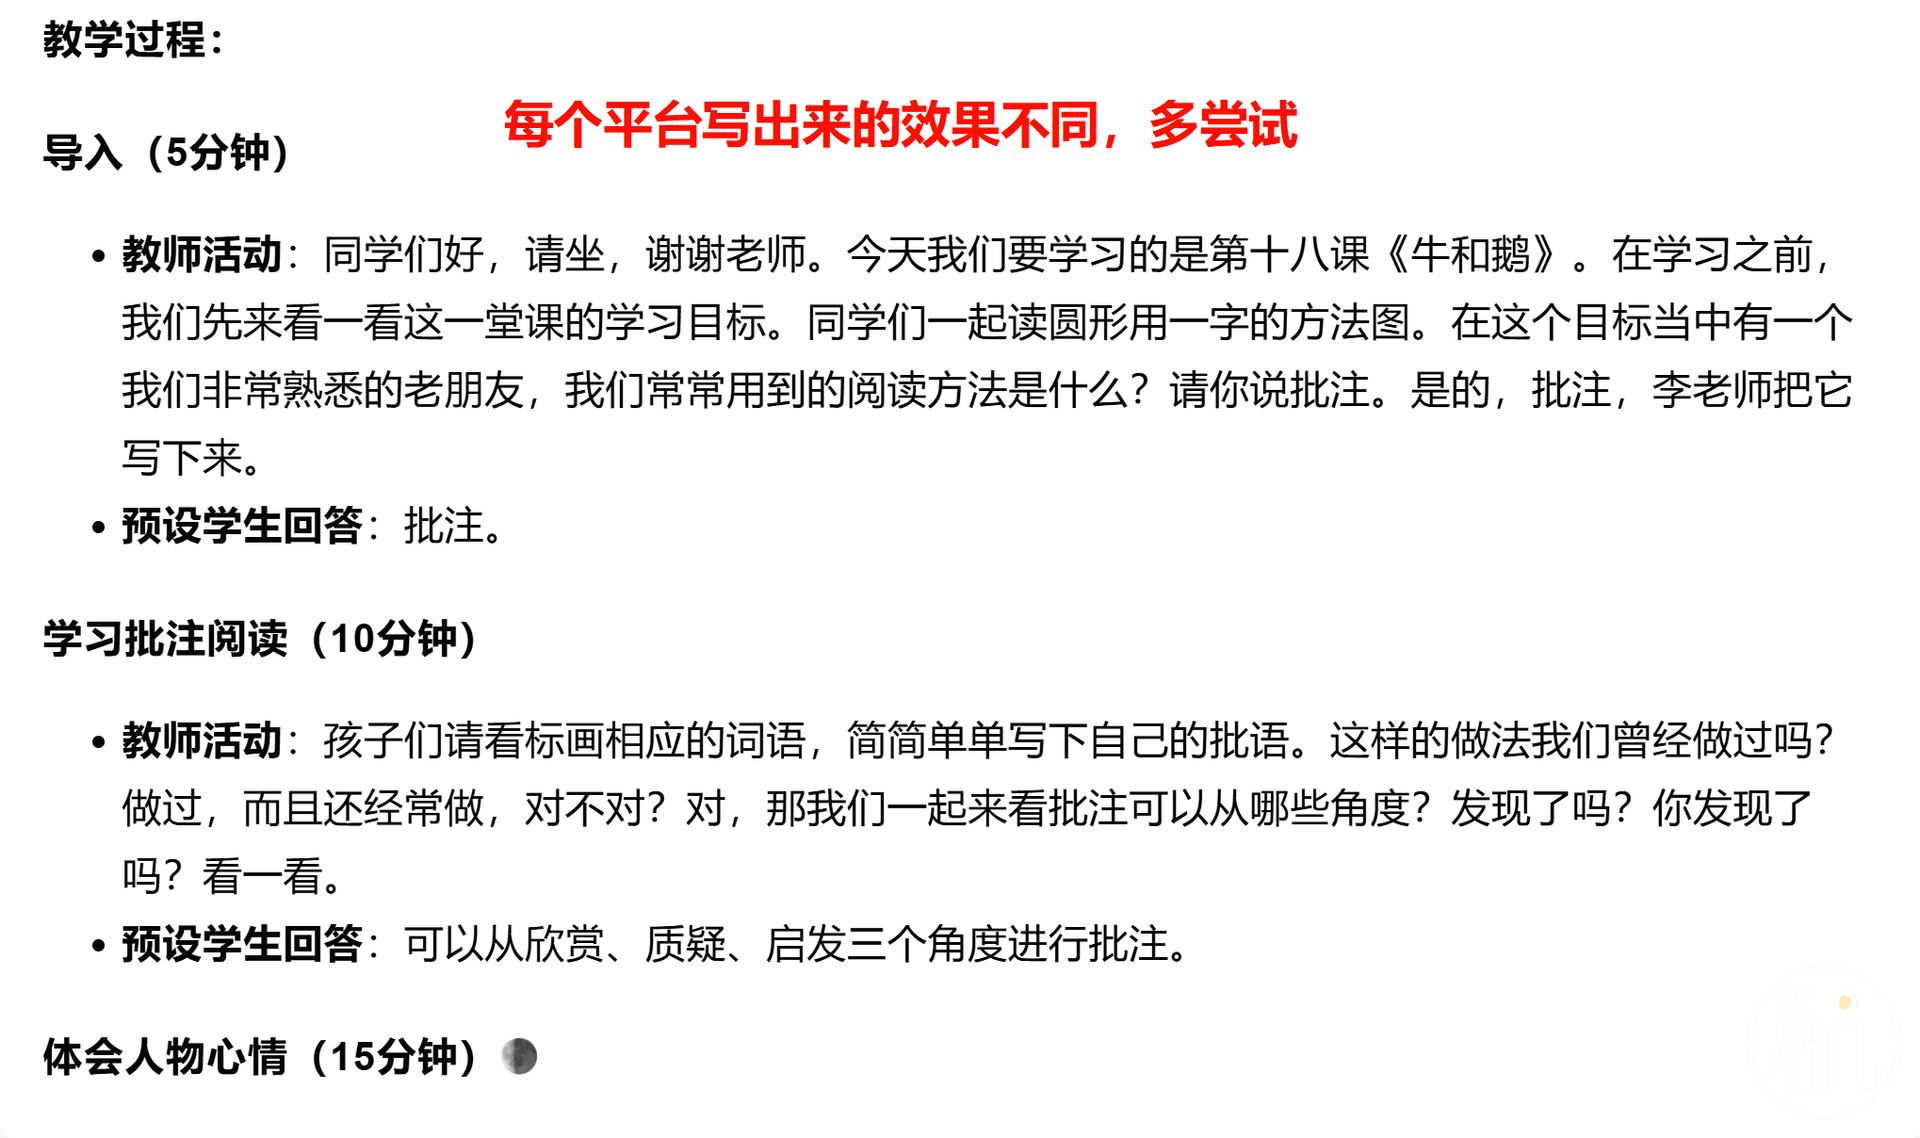 教学过程：
每个平台写出来的效果不同，多尝试
导入（5分钟）
• 教师活动：同学们好，请坐，谢谢老师。今天我们要学习的是第十八课《牛和鹅》。在学习之前，
我们先来看一看这一堂课的学习目标。同学们一起读圆形用一字的方法图。在这个目标当中有一个
我们非常熟悉的老朋友，我们常常用到的阅读方法是什么？请你说批注。是的，批注，李老师把它
写下来。
• 预设学生回答：批注。
学习批注阅读（10分钟）
• 教师活动：孩子们请看标画相应的词语，简简单单写下自己的批语。这样的做法我们曾经做过吗？
做过，而且还经常做，对不对？对，那我们一起来看批注可以从哪些角度？发现了吗？你发现了
吗？看一看。
• 预设学生回答：可以从欣赏、质疑、启发三个角度进行批注。
体会人物心情（15分钟）